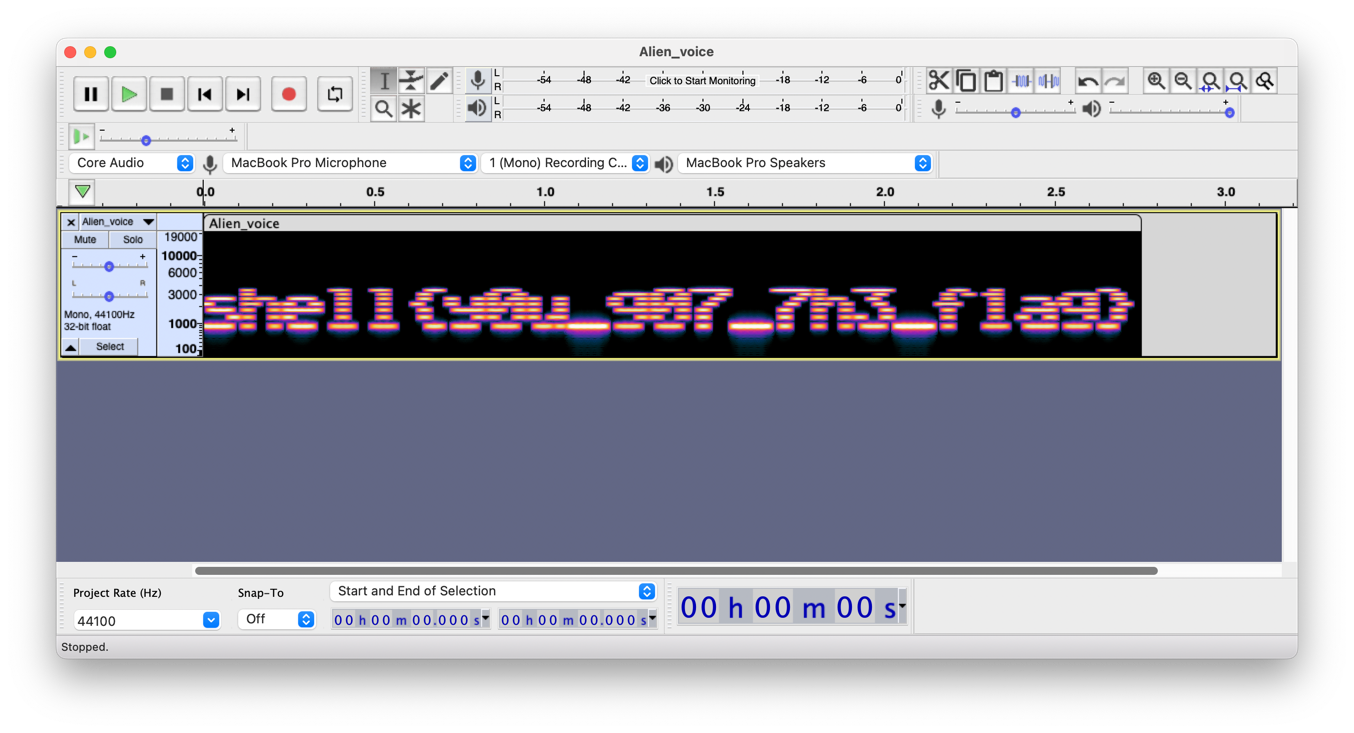 Alien_voice
L
R
-54 -48 -42 Click to Start Monitoring -18 -12 -6 0
L
R
-54 -48 -42 -36 -30 -24 -18 -12 -6 0
- +
- +
- +
Core Audio
MacBook Pro Microphone
1 (Mono) Recording C...
MacBook Pro Speakers
0.0 0.5 1.0 1.5 2.0 2.5 3.0
Alien_voice
Alien_voice
Mute Solo
- +
L R
Mono, 44100Hz
32-bit float
Select
19000
10000
6000
3000
1000
100
shell{y0u_907_7h3_flag}
Project Rate (Hz)
Snap-To
Start and End of Selection
44100
Off
00 h 00 m 00.000 s
00 h 00 m 00.000 s
00 h 00 m 00 s
Stopped.